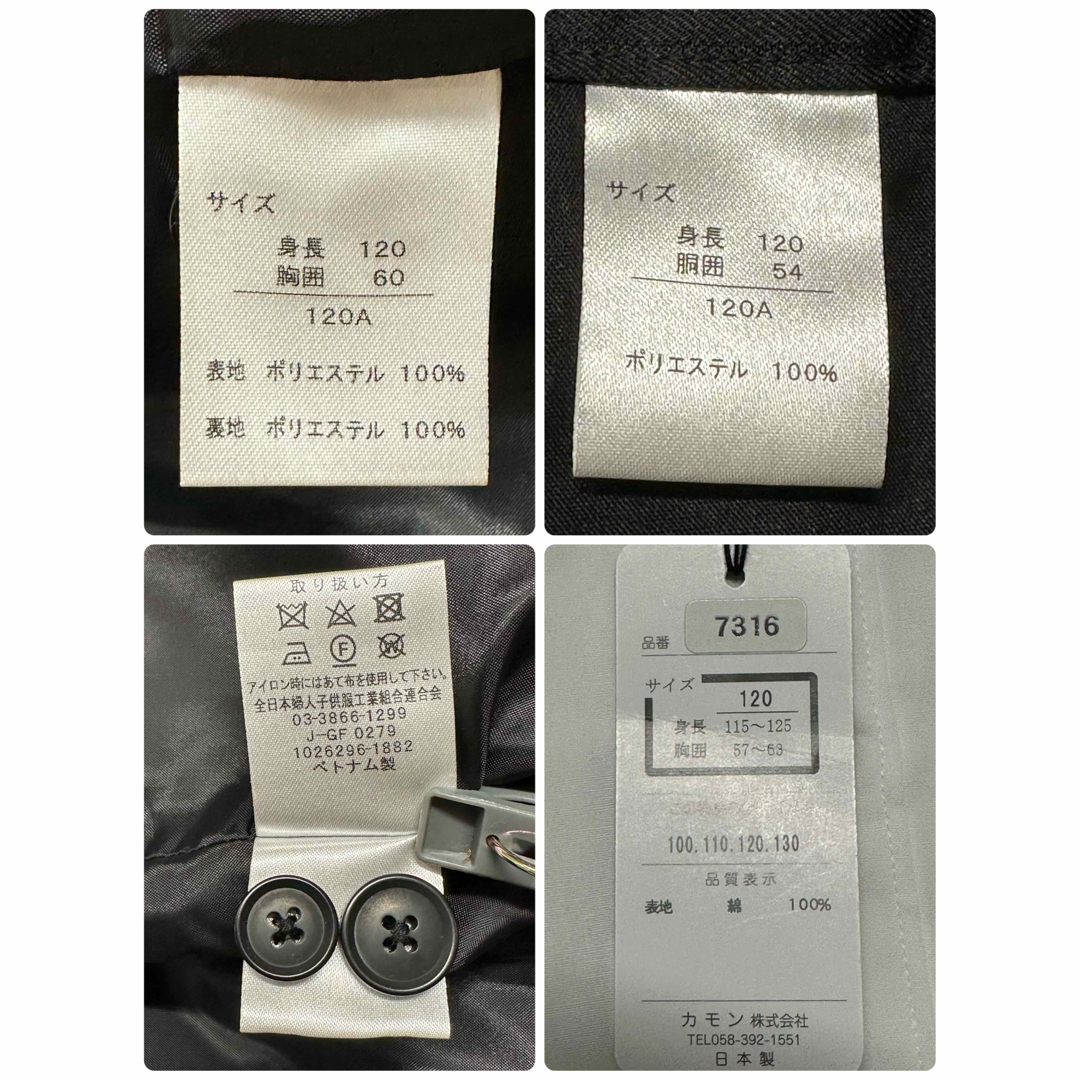 サイズ
身長 120
胸囲 60
120A
表地 ポリエステル 100%
裏地 ポリエステル 100%
サイズ
身長 120
胴囲 54
120A
ポリエステル 100%
取り扱い方
F W
アイロン時にはあて布を使用して下さい。
全日本婦人子供服工業組合連合会
03-3866-1299
J-GF 0279
1026296-1882
ベトナム製
品番 7316
サイズ 120
身長 115～125
胸囲 57～63
100.110.120.130
品質表示
表地 綿 100%
カモン 株式会社
TEL058-392-1551
日本製